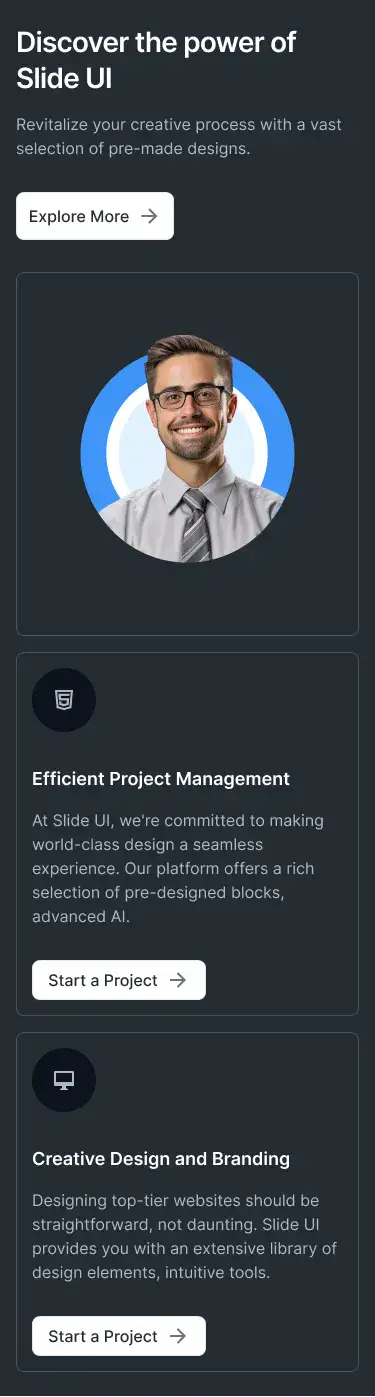 Discover the power of
Slide UI
Revitalize your creative process with a vast
selection of pre-made designs.
Explore More
Efficient Project Management
At Slide UI, we're committed to making
world-class design a seamless
experience. Our platform offers a rich
selection of pre-designed blocks,
advanced AI.
Start a Project
Creative Design and Branding
Designing top-tier websites should be
straightforward, not daunting. Slide UI
provides you with an extensive library of
design elements, intuitive tools.
Start a Project